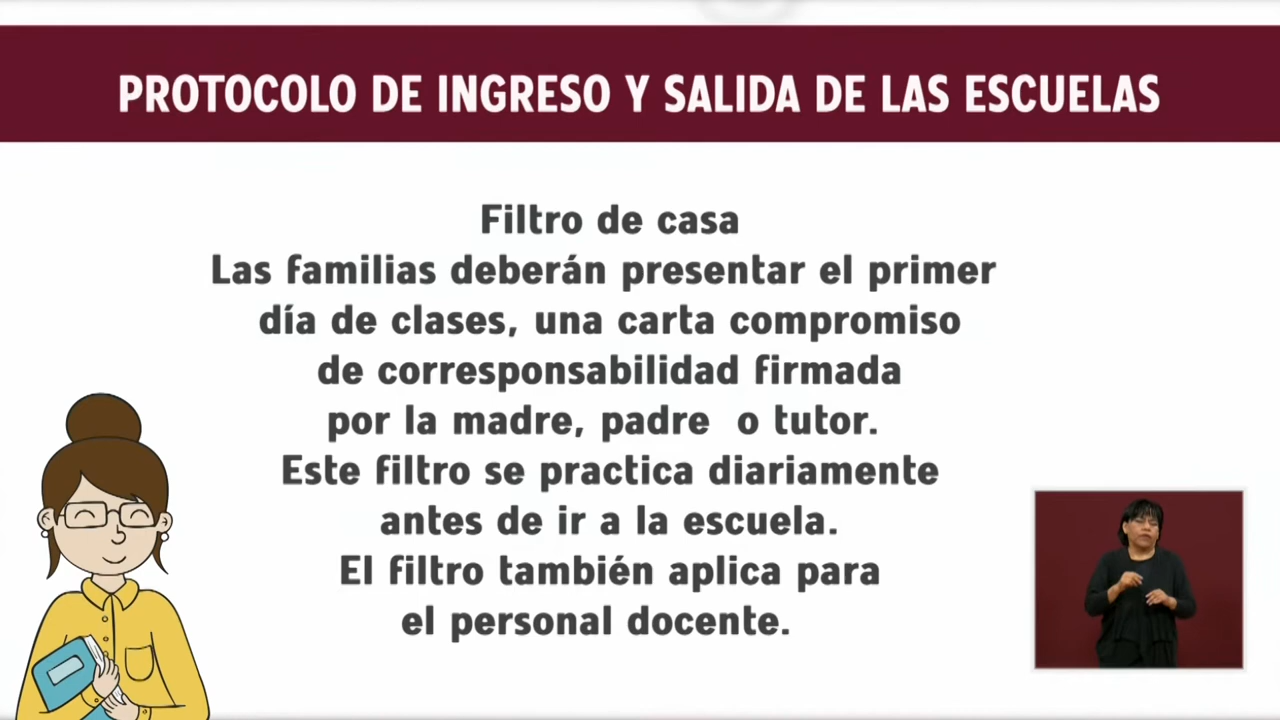 PROTOCOLO DE INGRESO Y SALIDA DE LAS ESCUELAS
Filtro de casa
Las familias deberán presentar el primer
día de clases, una carta compromiso
de corresponsabilidad firmada
por la madre, padre o tutor.
Este filtro se practica diariamente
antes de ir a la escuela.
El filtro también aplica para
el personal docente.